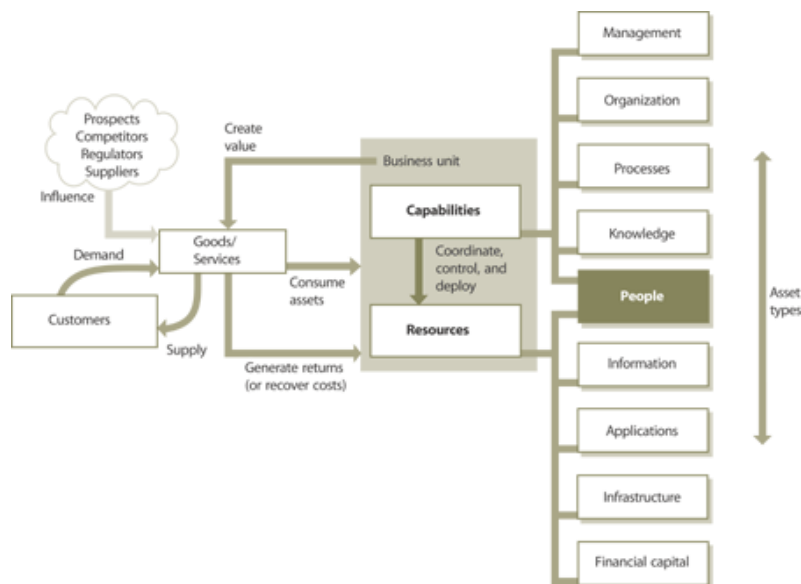 Management
Organization
Processes
Knowledge
People
Information
Applications
Infrastructure
Financial capital
Asset
types
Prospects
Competitors
Regulators
Suppliers
Influence
Create
value
Business unit
Capabilities
Coordinate,
control, and
deploy
Resources
Goods/
Services
Demand
Customers
Supply
Consume
assets
Generate returns
(or recover costs)